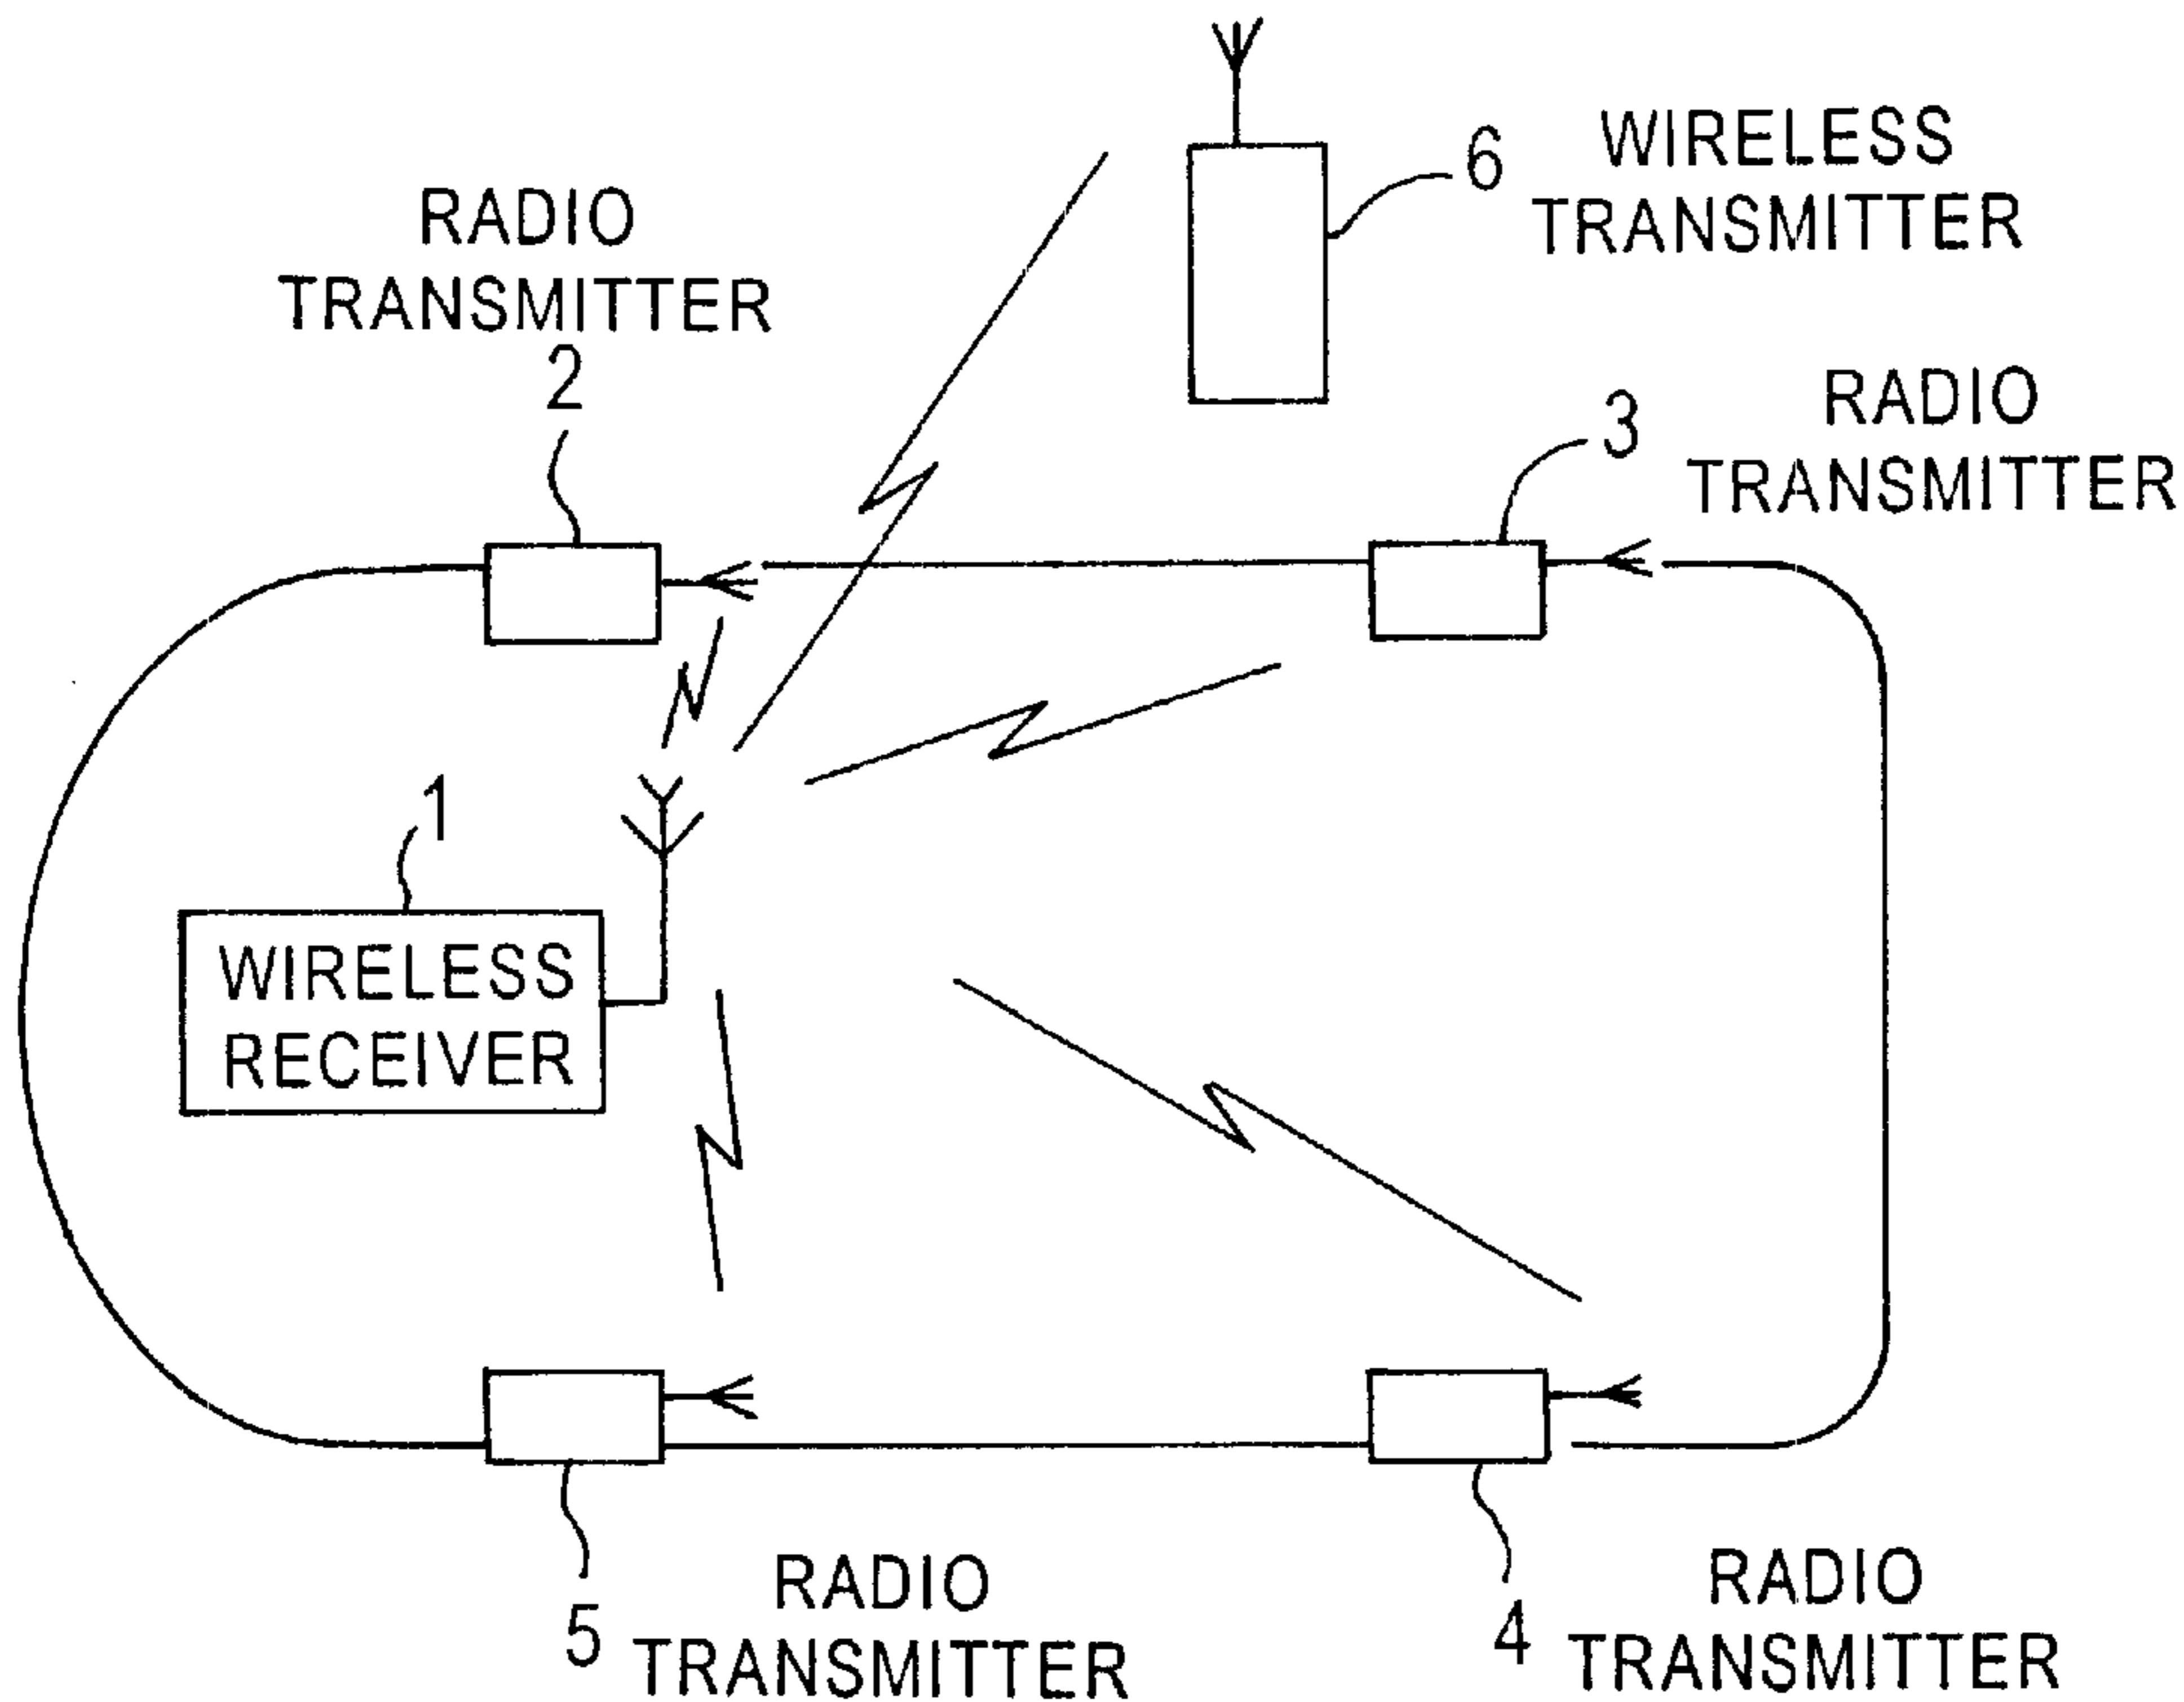 6 WIRELESS
TRANSMITTER
RADIO
TRANSMITTER
2
3 RADIO
TRANSMITTER
1
WIRELESS
RECEIVER
5 RADIO
TRANSMITTER
4 RADIO
TRANSMITTER